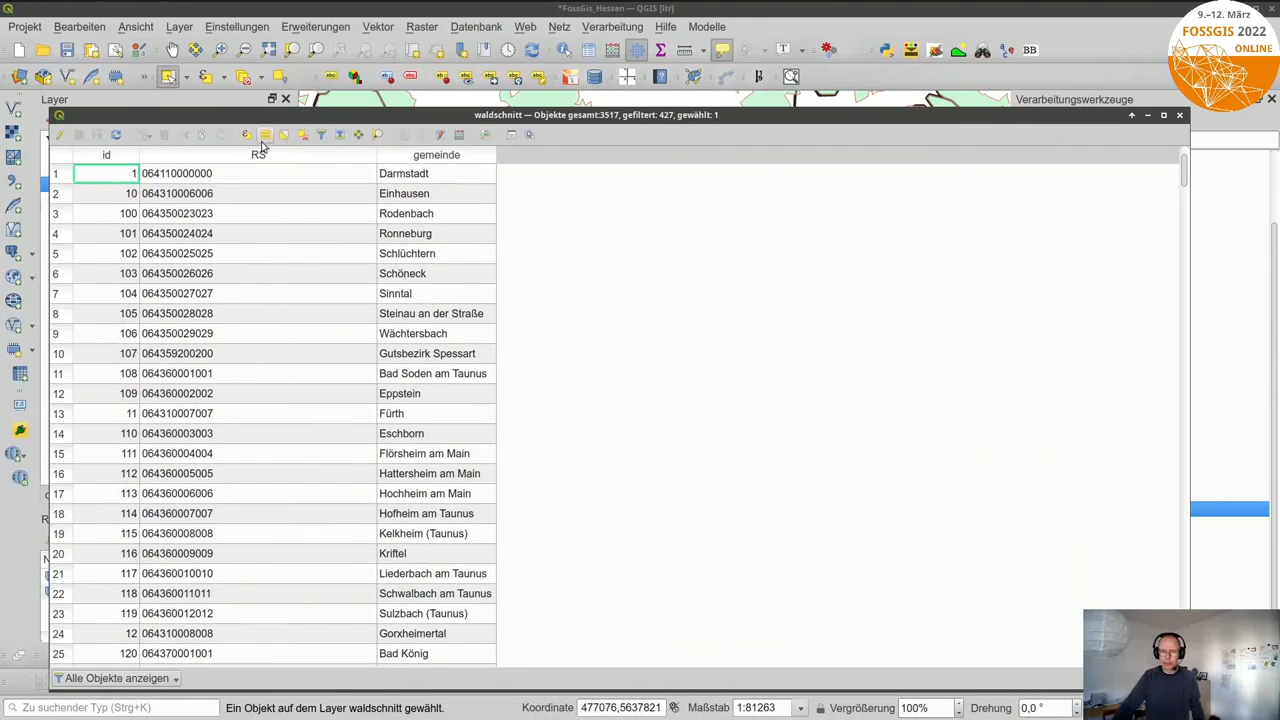 *FossGis_Hessen — QGIS [ltr]
Projekt Bearbeiten Ansicht Layer Einstellungen Erweiterungen Vektor Raster Datenbank Web Netz Verarbeitung Hilfe Modelle
9.–12. März
FOSSGIS 2022
ONLINE
Layer
Verarbeitungswerkzeuge
waldschnitt — Objekte gesamt:3517, gefiltert: 427, gewählt: 1
id RS gemeinde
1 1 064110000000 Darmstadt
2 10 064310006006 Einhausen
3 100 064350023023 Rodenbach
4 101 064350024024 Ronneburg
5 102 064350025025 Schlüchtern
6 103 064350026026 Schöneck
7 104 064350027027 Sinntal
8 105 064350028028 Steinau an der Straße
9 106 064350029029 Wächtersbach
10 107 064359200200 Gutsbezirk Spessart
11 108 064360001001 Bad Soden am Taunus
12 109 064360002002 Eppstein
13 11 064310007007 Fürth
14 110 064360003003 Eschborn
15 111 064360004004 Flörsheim am Main
16 112 064360005005 Hattersheim am Main
17 113 064360006006 Hochheim am Main
18 114 064360007007 Hofheim am Taunus
19 115 064360008008 Kelkheim (Taunus)
20 116 064360009009 Kriftel
21 117 064360010010 Liederbach am Taunus
22 118 064360011011 Schwalbach am Taunus
23 119 064360012012 Sulzbach (Taunus)
24 12 064310008008 Gorxheimertal
25 120 064370001001 Bad König
Alle Objekte anzeigen
Zu suchender Typ (Strg+K) Ein Objekt auf dem Layer waldschnitt gewählt. Koordinate 477076,5637821 Maßstab 1:81263 Vergrößerung 100% Drehung 0,0 °